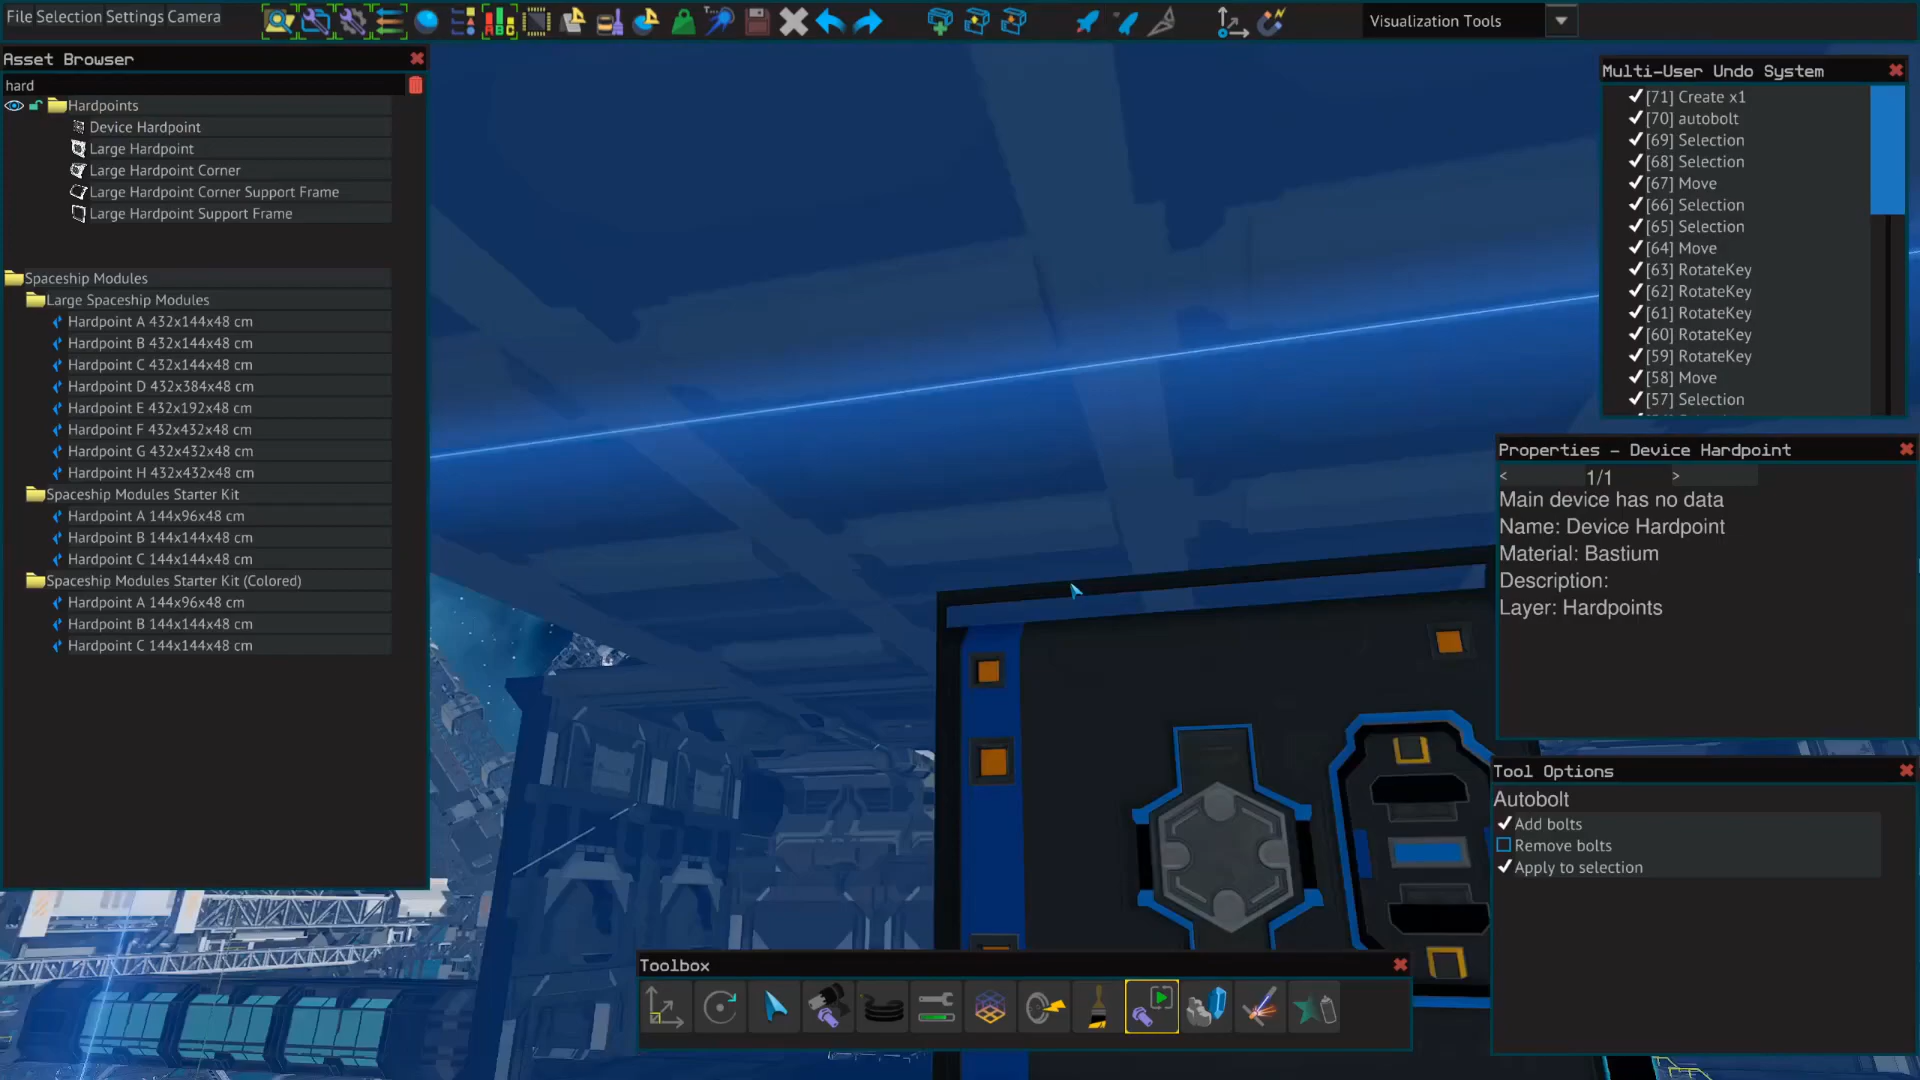 File Selection Settings Camera
Visualization Tools
Asset Browser
hard
Hardpoints
Device Hardpoint
Large Hardpoint
Large Hardpoint Corner
Large Hardpoint Corner Support Frame
Large Hardpoint Support Frame
Spaceship Modules
Large Spaceship Modules
Hardpoint A 432x144x48 cm
Hardpoint B 432x144x48 cm
Hardpoint C 432x144x48 cm
Hardpoint D 432x384x48 cm
Hardpoint E 432x192x48 cm
Hardpoint F 432x432x48 cm
Hardpoint G 432x432x48 cm
Hardpoint H 432x432x48 cm
Spaceship Modules Starter Kit
Hardpoint A 144x96x48 cm
Hardpoint B 144x144x48 cm
Hardpoint C 144x144x48 cm
Spaceship Modules Starter Kit (Colored)
Hardpoint A 144x96x48 cm
Hardpoint B 144x144x48 cm
Hardpoint C 144x144x48 cm
Multi-User Undo System
[71] Create x1
[70] autobolt
[69] Selection
[68] Selection
[67] Move
[66] Selection
[65] Selection
[64] Move
[63] RotateKey
[62] RotateKey
[61] RotateKey
[60] RotateKey
[59] RotateKey
[58] Move
[57] Selection
Properties - Device Hardpoint
< 1/1 >
Main device has no data
Name: Device Hardpoint
Material: Bastium
Description:
Layer: Hardpoints
Tool Options
Autobolt
Add bolts
Remove bolts
Apply to selection
Toolbox